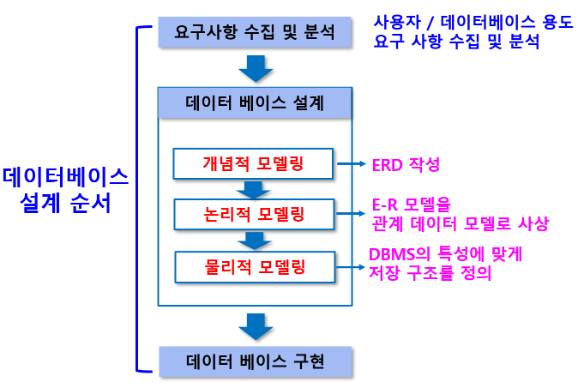 요구사항 수집 및 분석
사용자 / 데이터베이스 용도
요구 사항 수집 및 분석
데이터 베이스 설계
데이터베이스
설계 순서
개념적 모델링
ERD 작성
논리적 모델링
E-R 모델을
관계 데이터 모델로 사상
물리적 모델링
DBMS의 특성에 맞게
저장 구조를 정의
데이터 베이스 구현